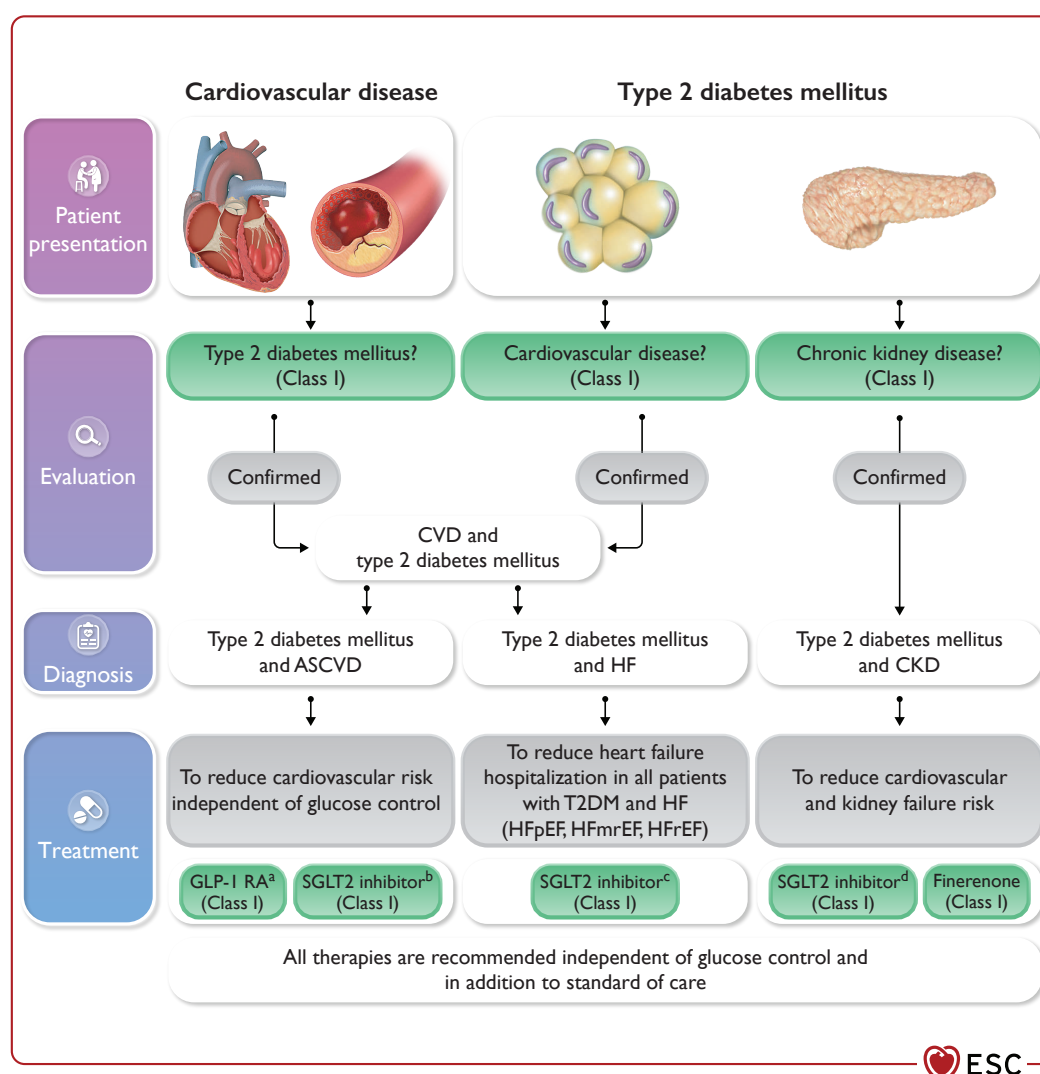 Cardiovascular disease
Type 2 diabetes mellitus
Patient
presentation
Type 2 diabetes mellitus?
(Class I)
Cardiovascular disease?
(Class I)
Chronic kidney disease?
(Class I)
Evaluation
Confirmed
Confirmed
Confirmed
CVD and
type 2 diabetes mellitus
Diagnosis
Type 2 diabetes mellitus
and ASCVD
Type 2 diabetes mellitus
and HF
Type 2 diabetes mellitus
and CKD
Treatment
To reduce cardiovascular risk
independent of glucose control
To reduce heart failure
hospitalization in all patients
with T2DM and HF
(HFpEF, HFmrEF, HFrEF)
To reduce cardiovascular
and kidney failure risk
GLP-1 RAa
(Class I)
SGLT2 inhibitorb
(Class I)
SGLT2 inhibitorc
(Class I)
SGLT2 inhibitord
(Class I)
Finerenone
(Class I)
All therapies are recommended independent of glucose control and
in addition to standard of care
ESC